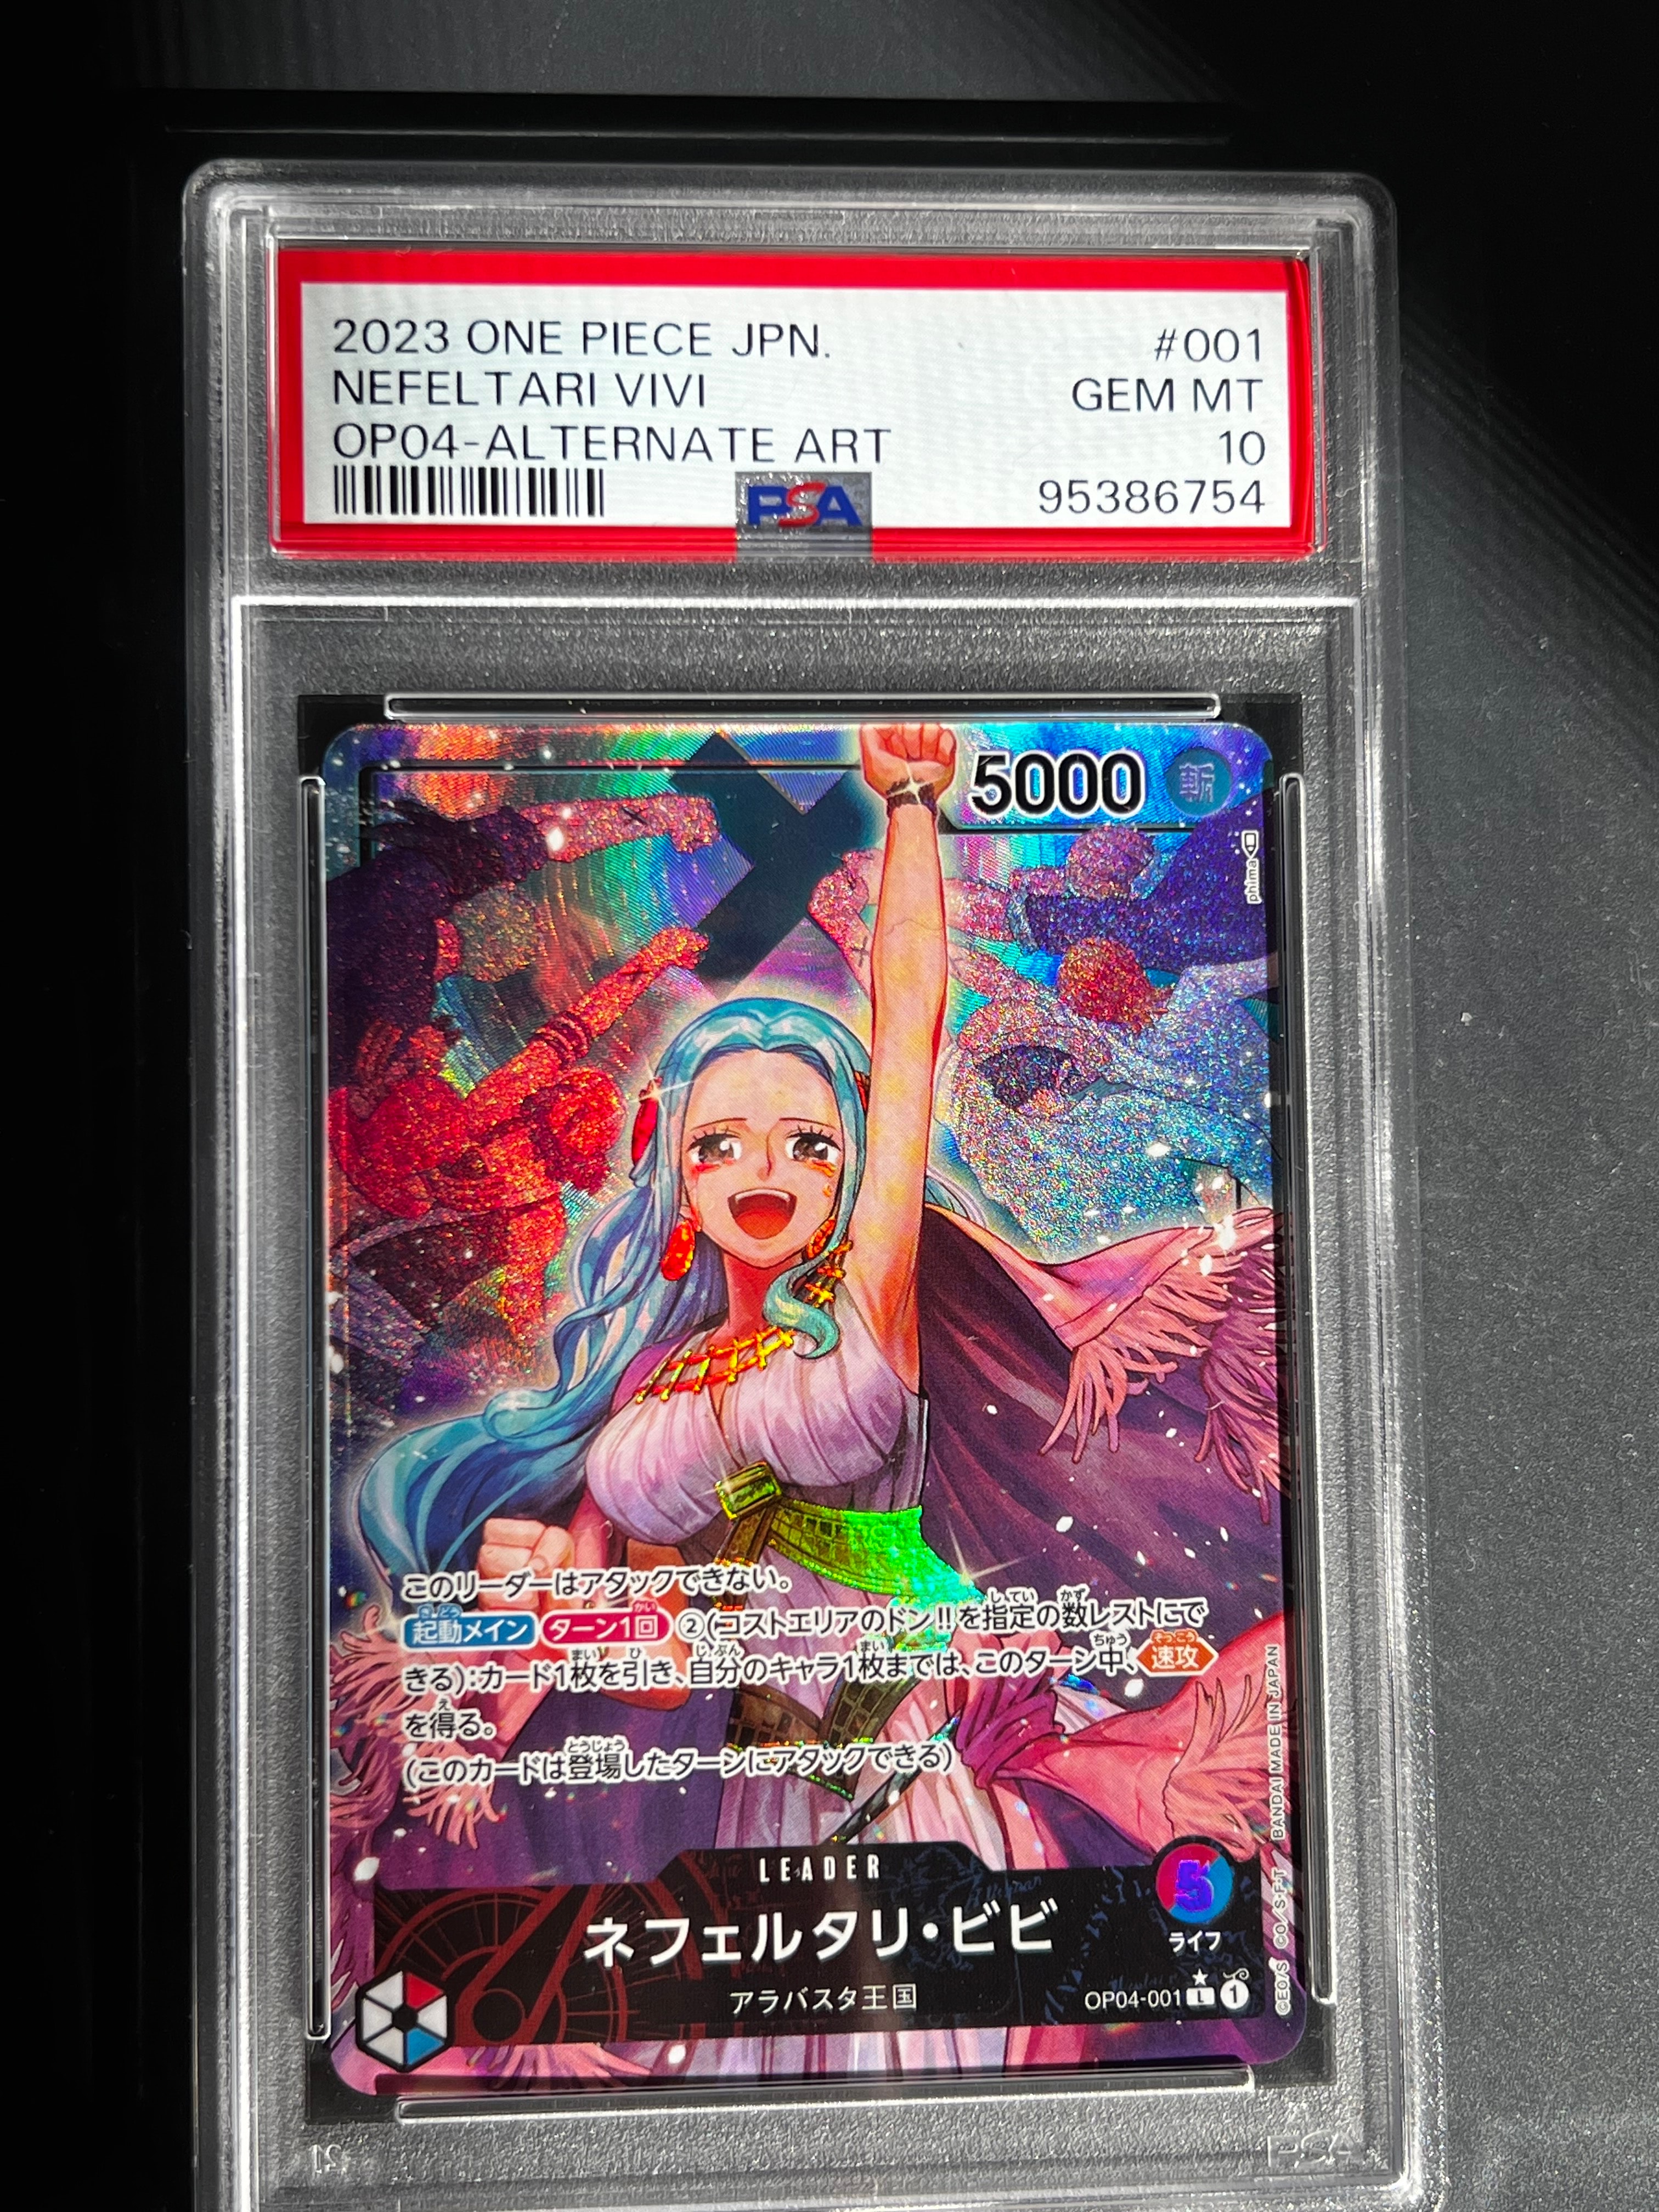 2023 ONE PIECE JPN. #001
NEFELTARI VIVI GEM MT
OP04-ALTERNATE ART 10
PSA 95386754
5000 斬
phima
このリーダーはアタックできない。
起動メイン ターン1回 ②(コストエリアのドン!!を指定の数レストにで
きる):カード1枚を引き、自分のキャラ1枚までは、このターン中、速攻
を得る。
(このカードは登場したターンにアタックできる)
LEADER
5
ネフェルタリ・ビビ
ライフ
アラバスタ王国
OP04-001 L 1
©E.O./S. CO./S.F.T BANDAI MADE IN JAPAN
PSA